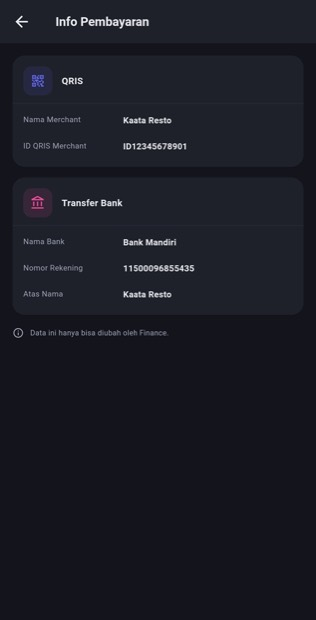 Info Pembayaran
QRIS
Nama Merchant Kaata Resto
ID QRIS Merchant ID12345678901
Transfer Bank
Nama Bank Bank Mandiri
Nomor Rekening 11500096855435
Atas Nama Kaata Resto
Data ini hanya bisa diubah oleh Finance.